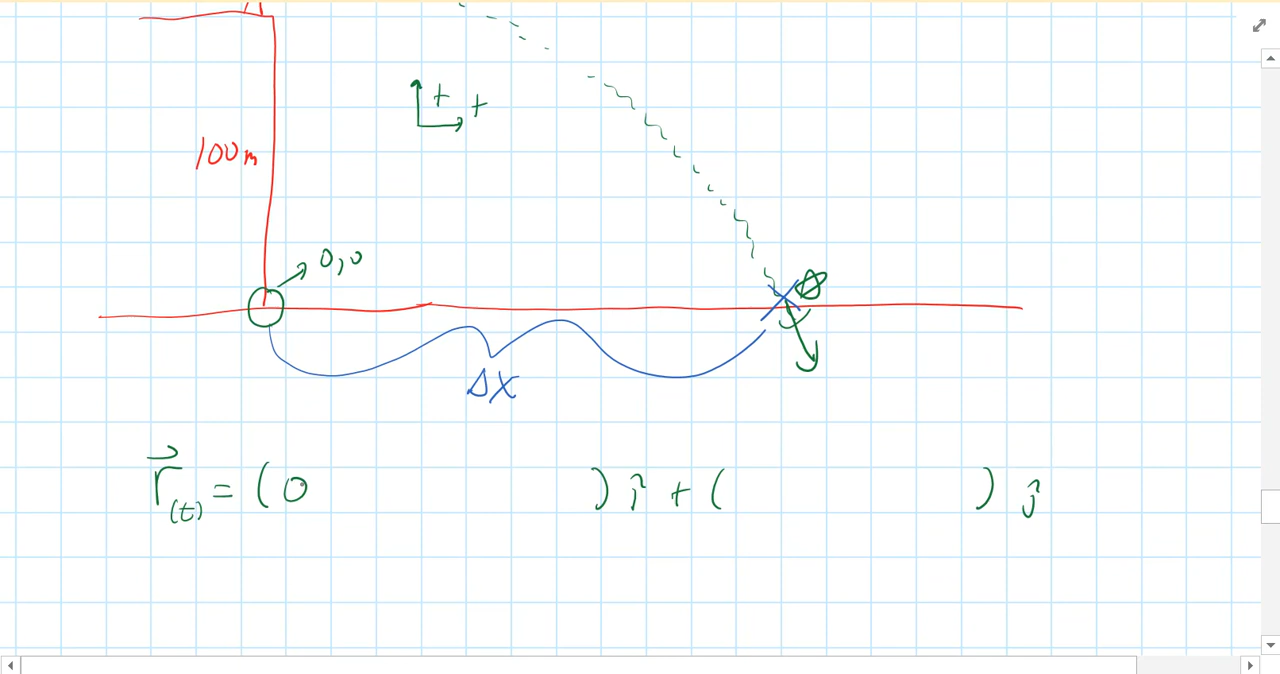 + +
100m
0,0
Δx
r⃗(t) = (0 ) î + ( ) ĵ